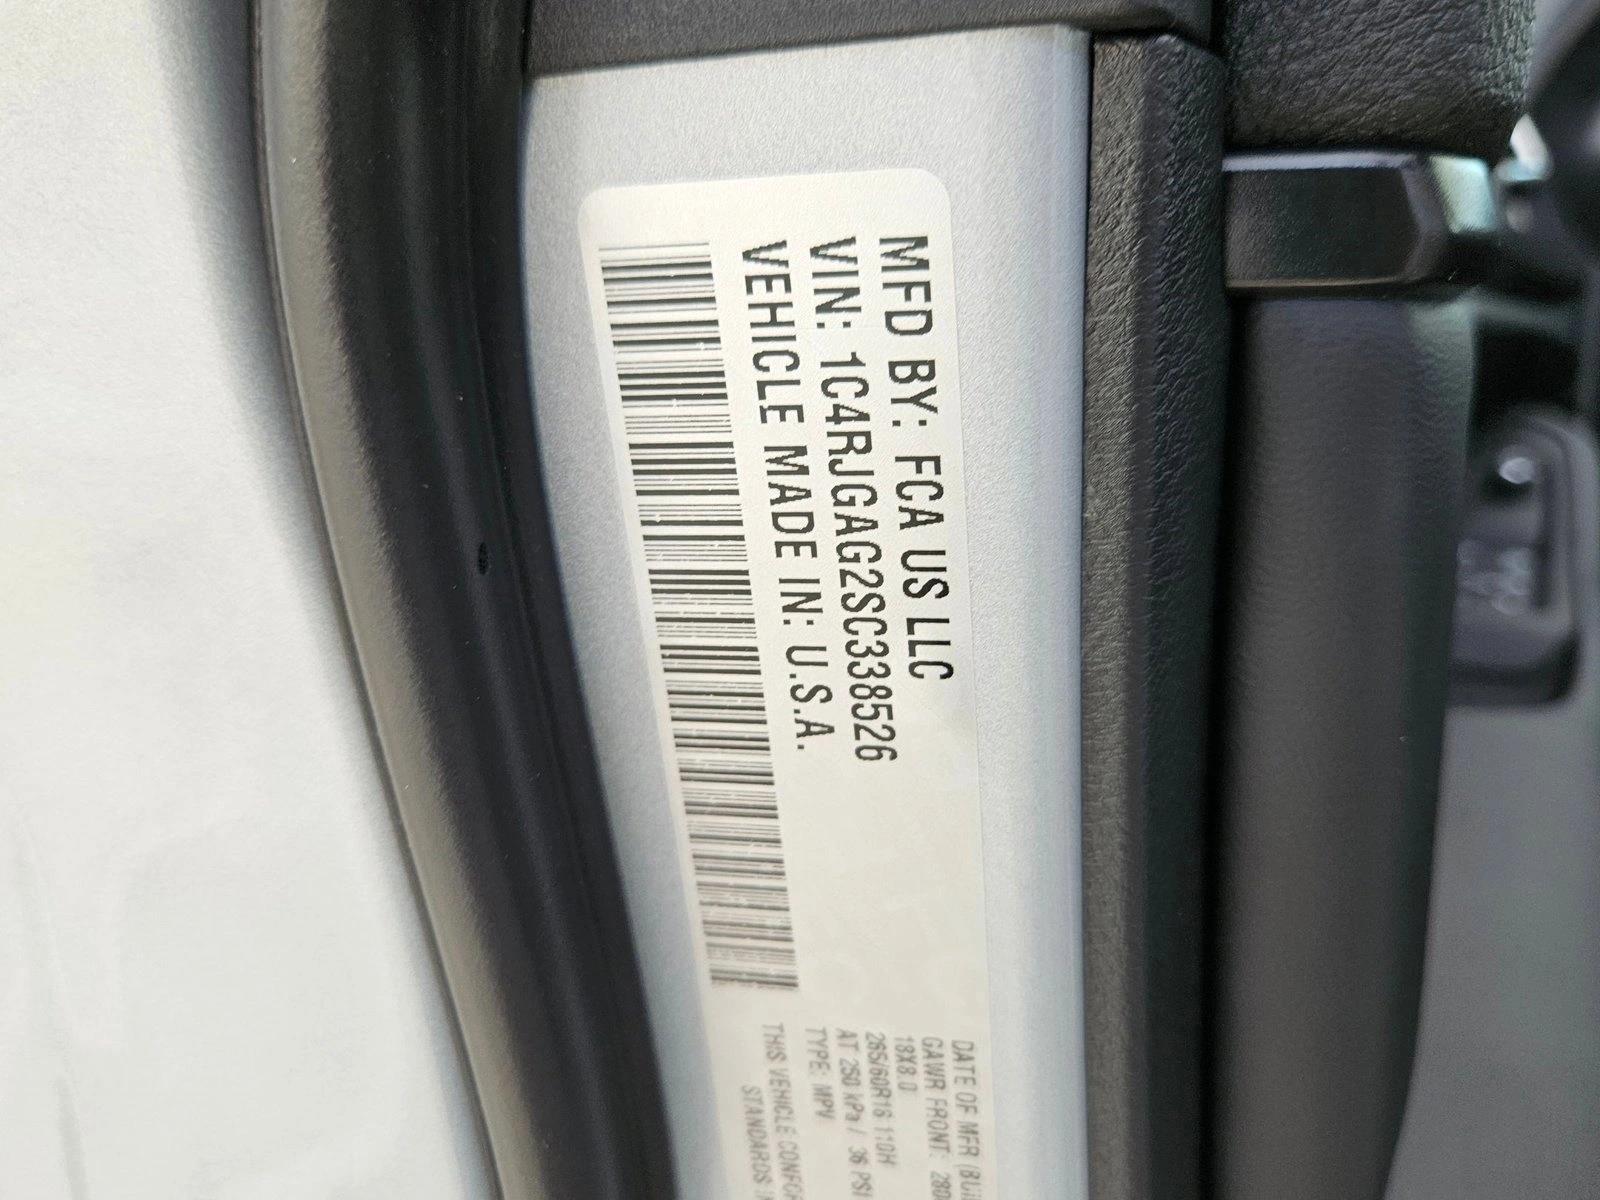 MFD BY: FCA US LLC
VIN: 1C4RJGAG2SC338526
VEHICLE MADE IN: U.S.A.
DATE OF MFR
GAWR FRONT:
18X8.0
265/60R18 110H
AT 250 kPa / 36 PSI
TYPE: MPV
THIS VEHICLE
STANDARDS